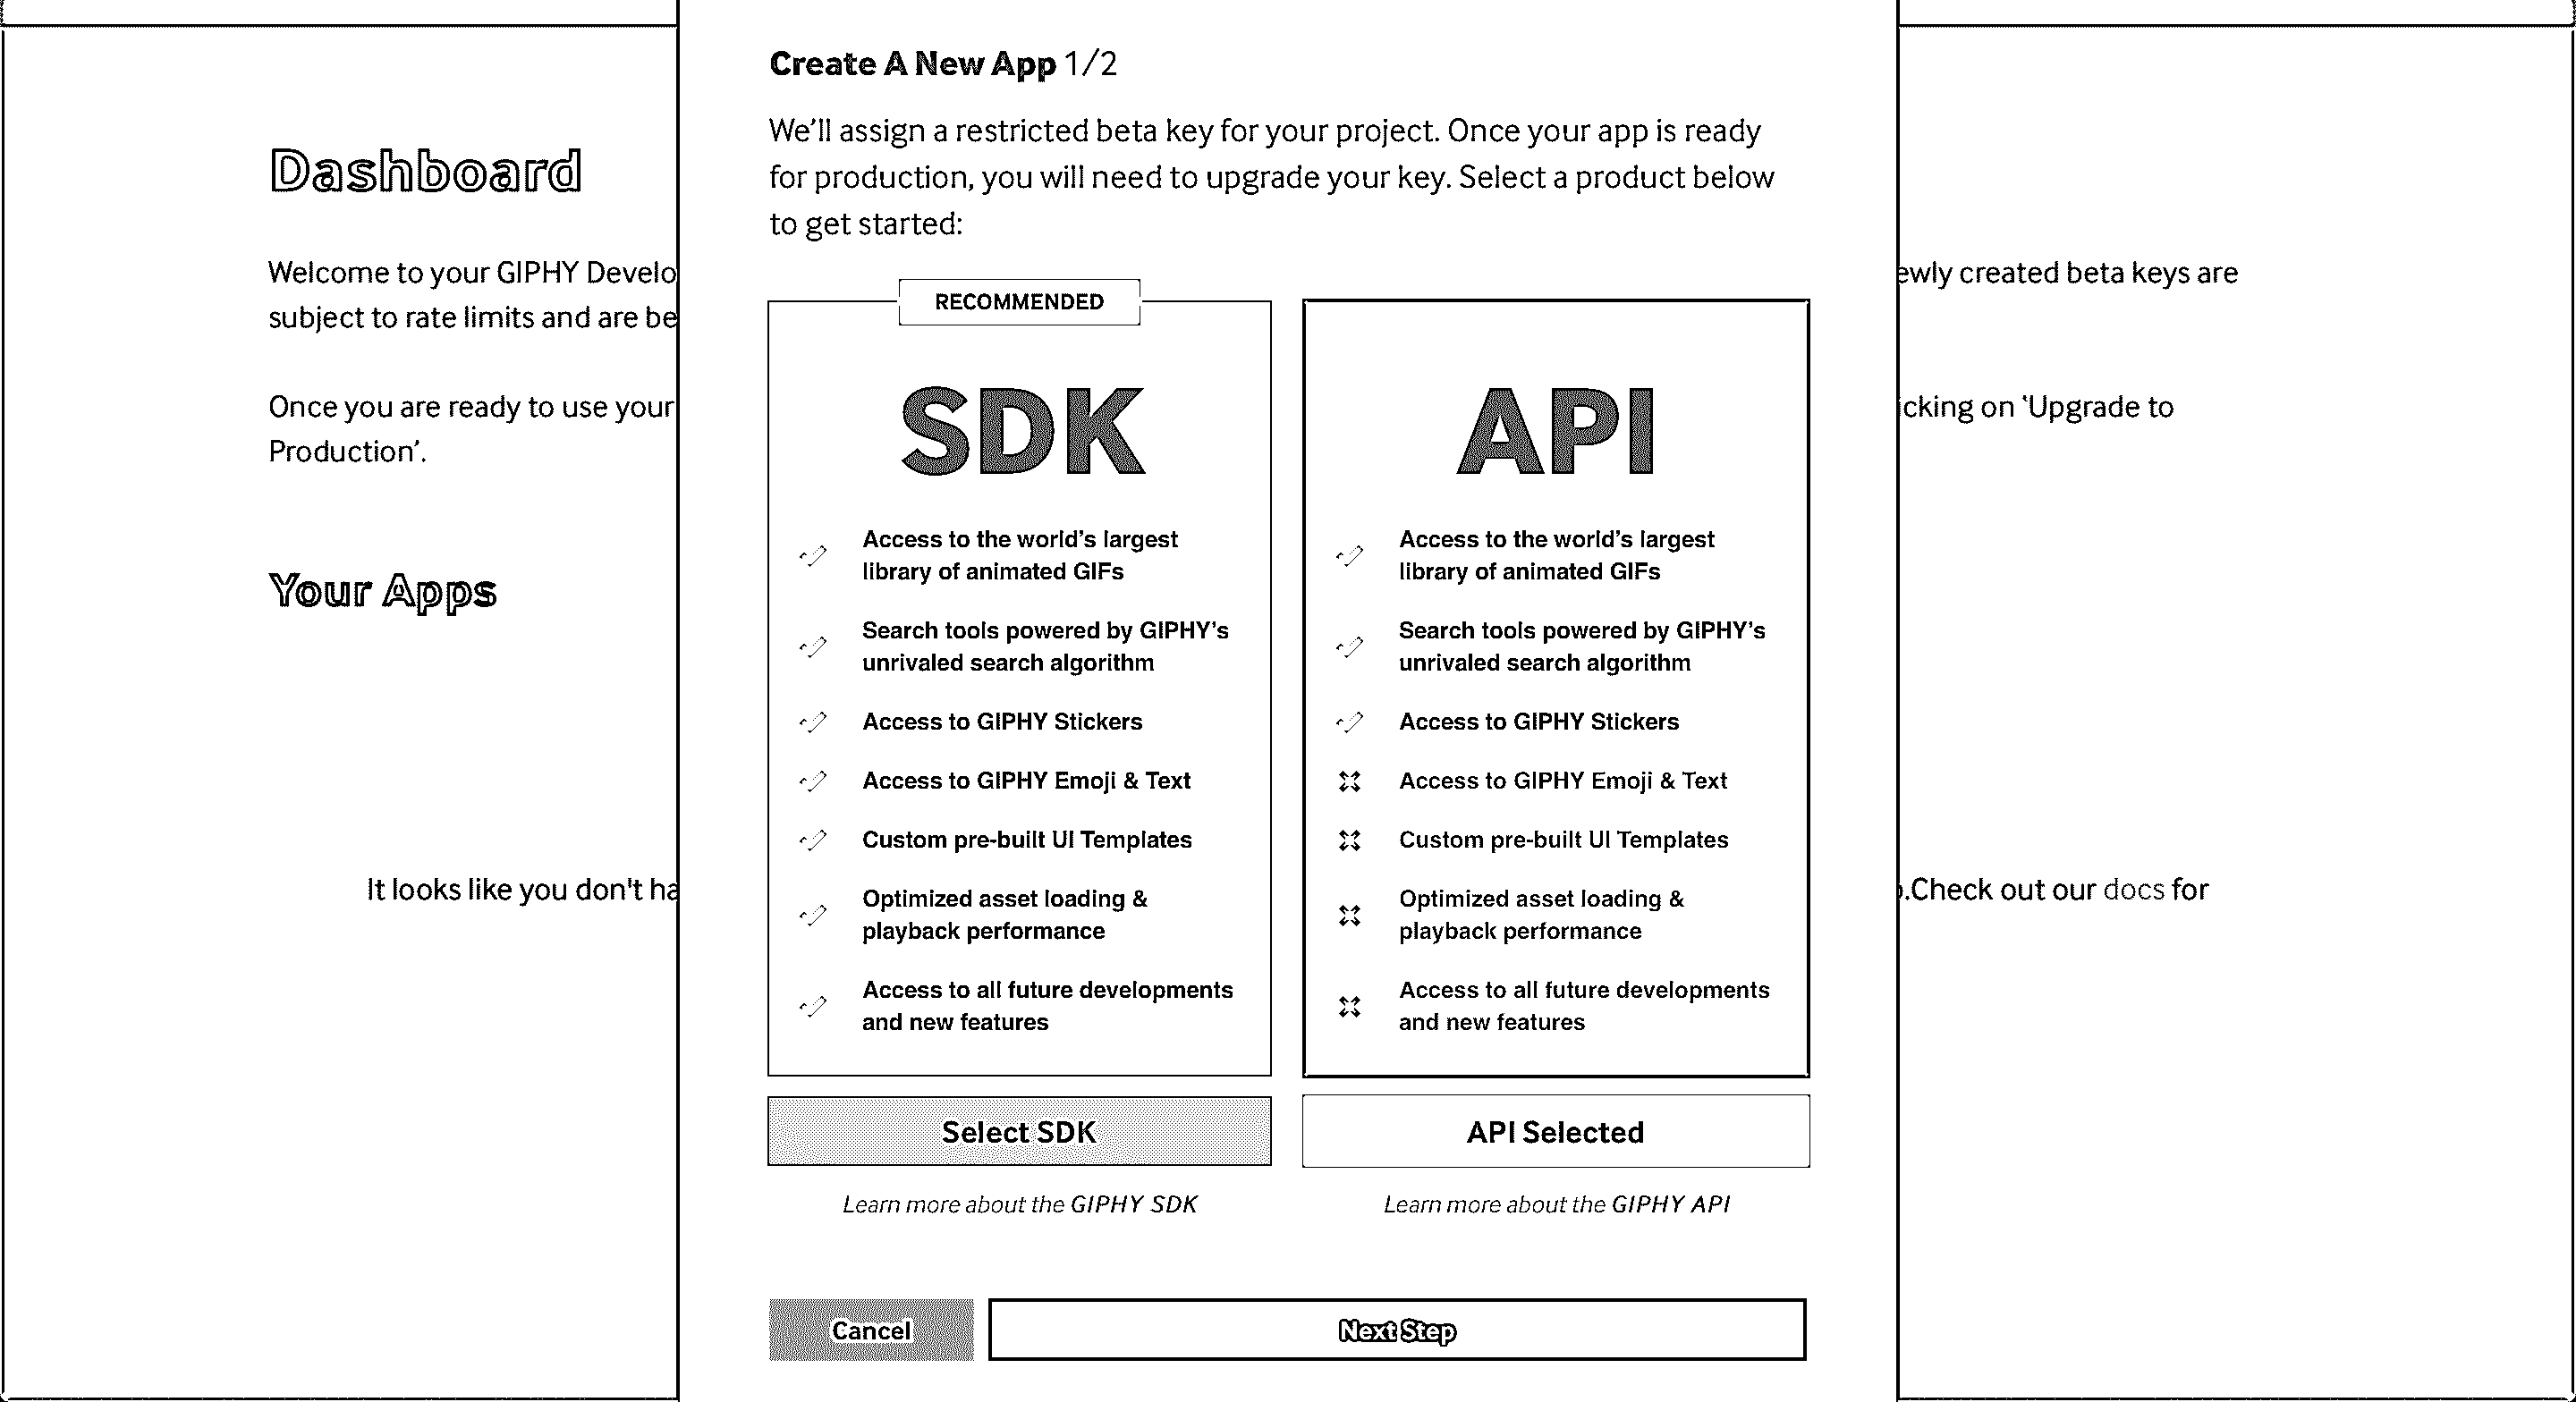 Create A New App 1/2
We'll assign a restricted beta key for your project. Once your app is ready
for production, you will need to upgrade your key. Select a product below
to get started:
Dashboard
Welcome to your GIPHY
subject to rate limits and are
Once you are ready to use your
Production'.
Your Apps
It looks like you don't
RECOMMENDED
SDK
Access to the world's largest
library of animated GIFs
Search tools powered by GIPHY's
unrivaled search algorithm
Access to GIPHY Stickers
Access to GIPHY Emoji & Text
Custom pre-built UI Templates
Optimized asset loading &
playback performance
Access to all future developments
and new features
Select SDK
Learn more about the GIPHY SDK
API
Access to the world's largest
library of animated GIFs
Search tools powered by GIPHY's
unrivaled search algorithm
Access to GIPHY Stickers
Access to GIPHY Emoji & Text
Custom pre-built UI Templates
Optimized asset loading &
playback performance
Access to all future developments
and new features
API Selected
Learn more about the GIPHY API
Cancel
Next Step
created beta keys are
on 'Upgrade to
Check out our docs for